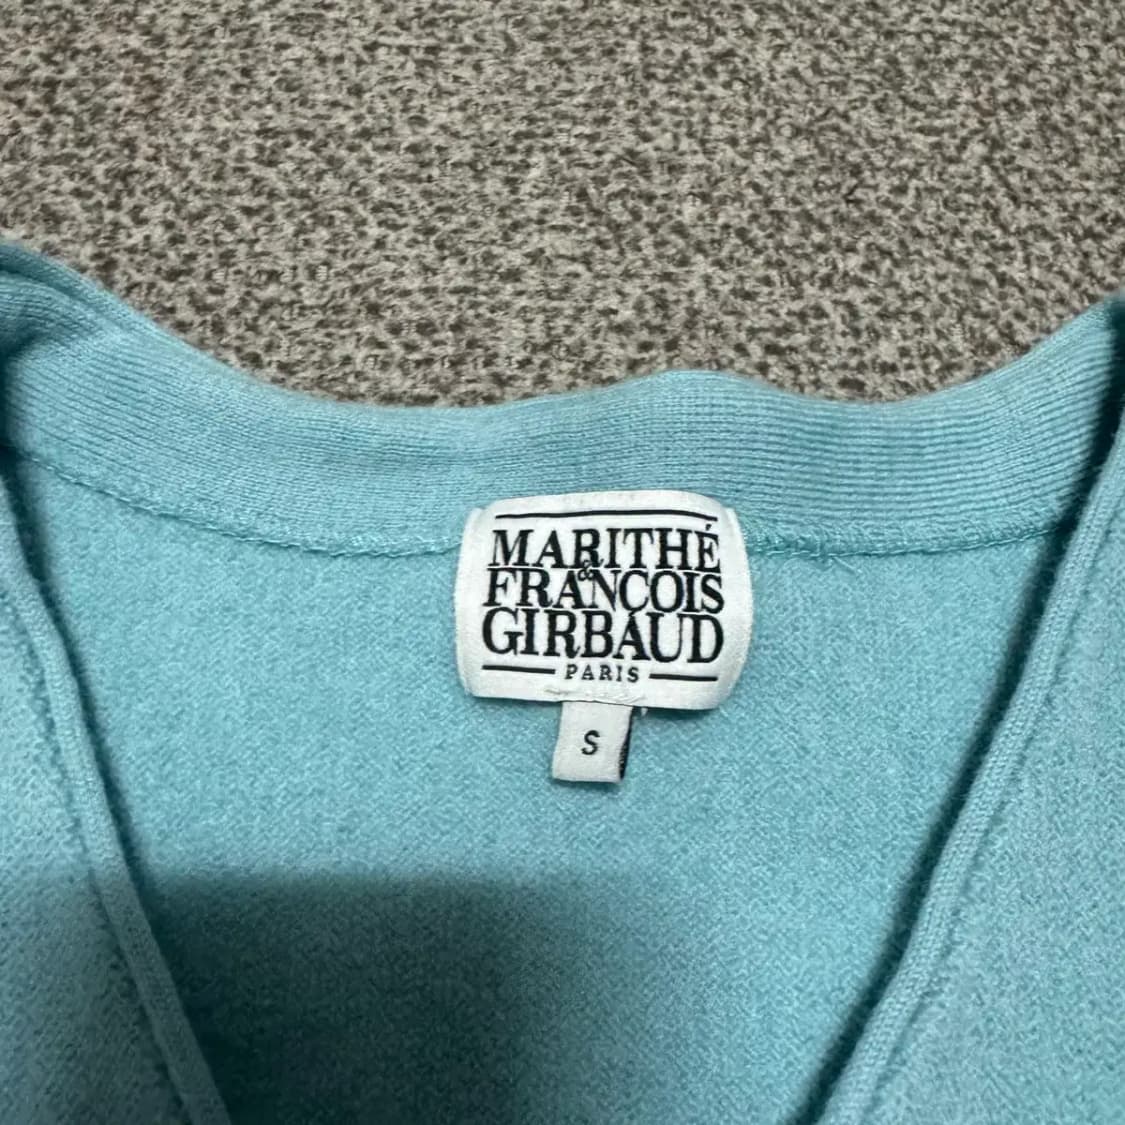 MARITHÉ
&
FRANÇOIS
GIRBAUD
PARIS
S